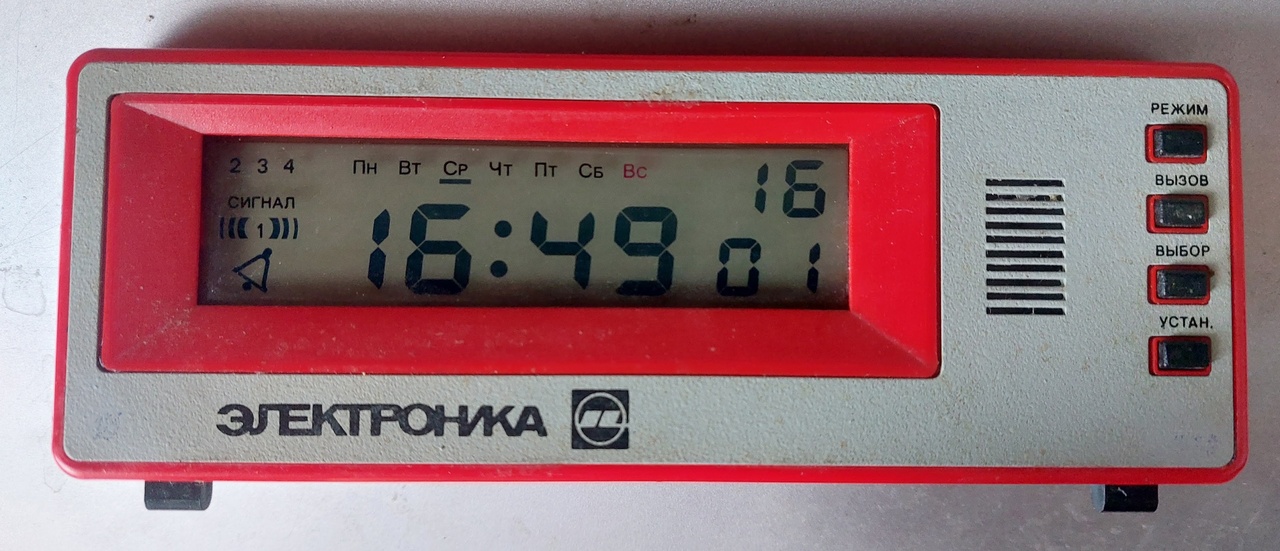 2 3 4 Пн Вт Ср Чт Пт Сб Вс 16
СИГНАЛ
1
16:49 01
РЕЖИМ
ВЫЗОВ
ВЫБОР
УСТАН.
ЭЛЕКТРОНИКА